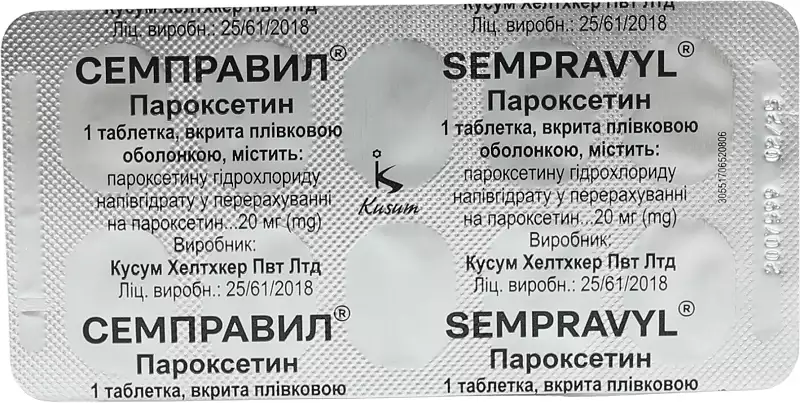 Кусум Хелтхкер Пвт Лтд
Ліц. виробн.: 25/61/2018
СЕМПРАВИЛ®
Пароксетин
1 таблетка, вкрита плівковою
оболонкою, містить:
пароксетину гідрохлориду
напівгідрату у перерахуванні
на пароксетин...20 мг (mg)
Виробник:
Кусум Хелтхкер Пвт Лтд
Ліц. виробн.: 25/61/2018
СЕМПРАВИЛ®
Пароксетин
1 таблетка, вкрита плівковою
Kusum
Кусум Хелтхкер Пвт Лтд
Ліц. виробн.: 25/61/2018
SEMPRAVYL®
Пароксетин
1 таблетка, вкрита плівковою
оболонкою, містить:
пароксетину гідрохлориду
напівгідрату у перерахуванні
на пароксетин...20 мг (mg)
Виробник:
Кусум Хелтхкер Пвт Лтд
Ліц. виробн.: 25/61/2018
SEMPRAVYL®
Пароксетин
1 таблетка, вкрита плівковою
30551706520806